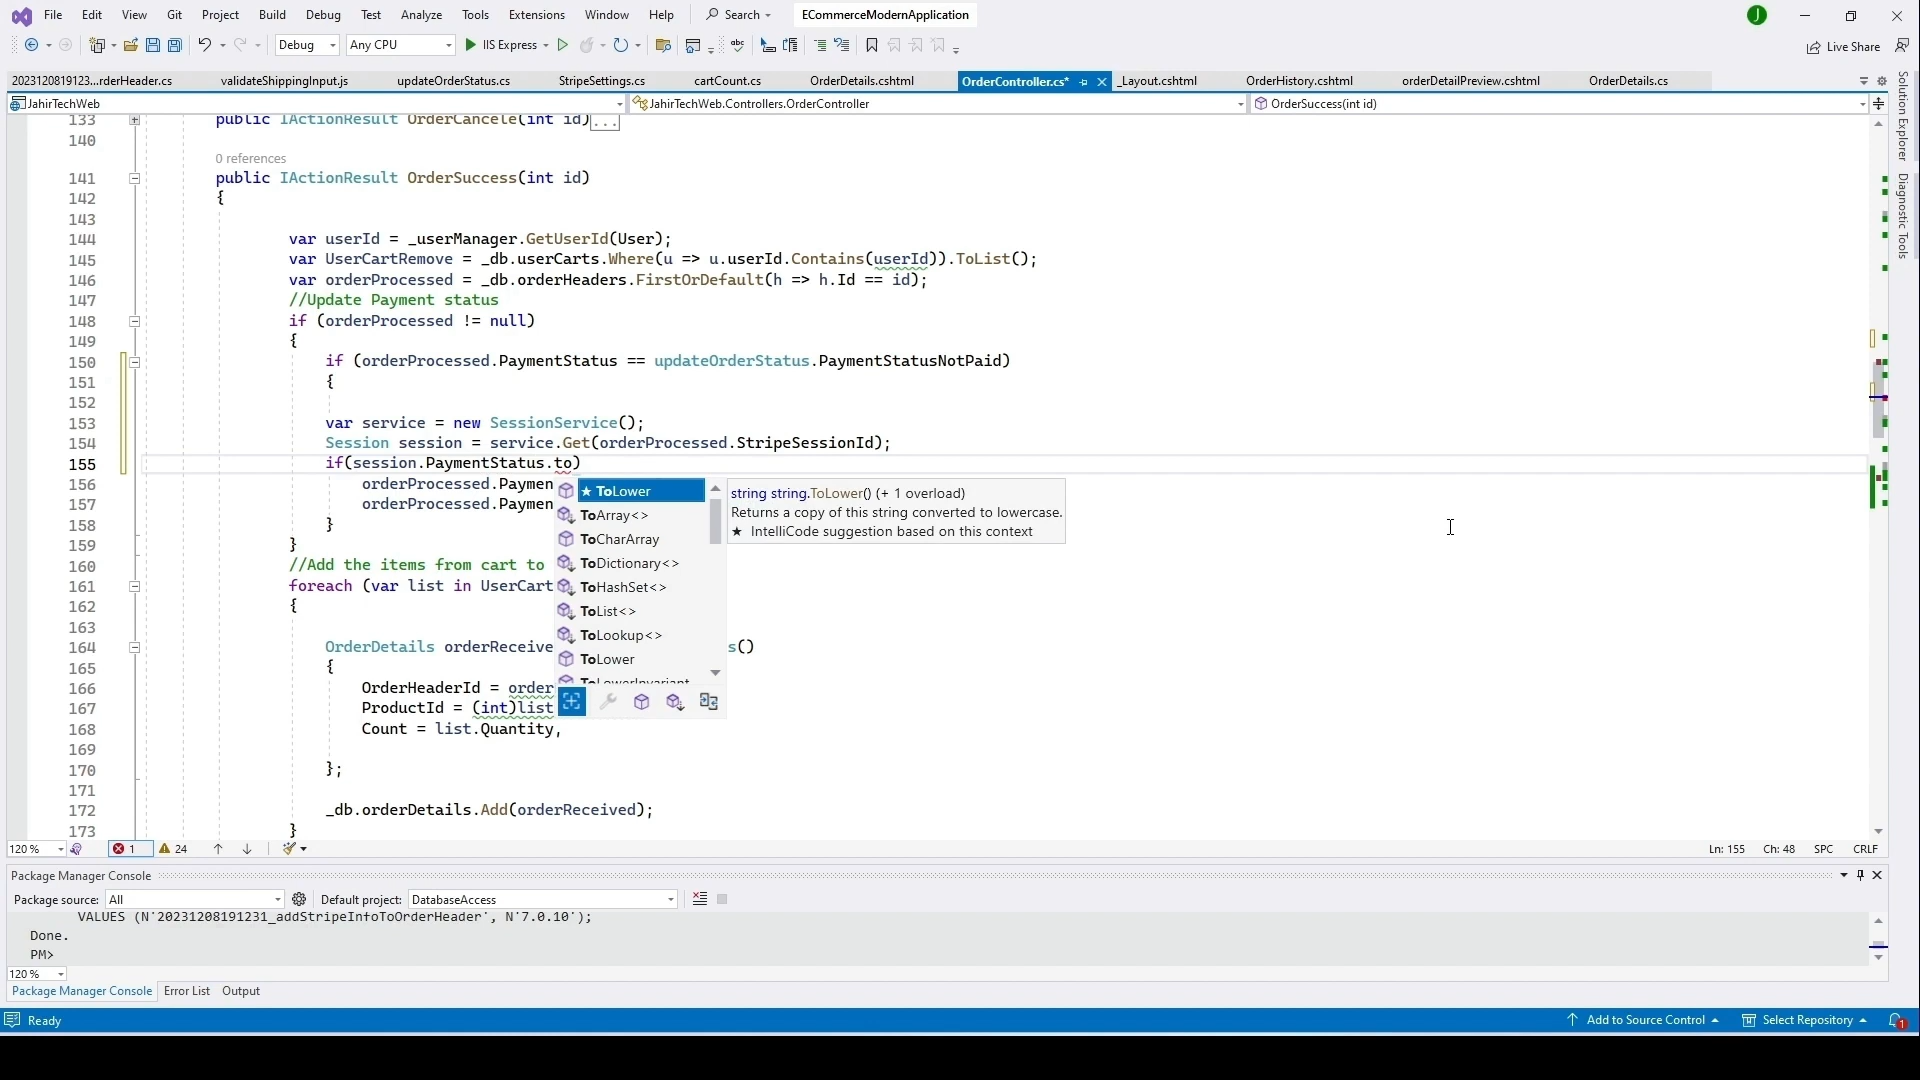 File Edit View Git Project Build Debug Test Analyze Tools Extensions Window Help Search ECommerceModernApplication J
Debug Any CPU IIS Express Live Share
2023120819123...rderHeader.cs validateShippingInput.js updateOrderStatus.cs StripeSettings.cs cartCount.cs OrderDetails.cshtml OrderController.cs* _Layout.cshtml OrderHistory.cshtml orderDetailPreview.cshtml OrderDetails.cs
JahirTechWeb JahirTechWeb.Controllers.OrderController OrderSuccess(int id)
Solution Explorer
Diagnostic Tools
133 public IActionResult OrderCancele(int id)...
140
0 references
141 public IActionResult OrderSuccess(int id)
142 {
143
144 var userId = _userManager.GetUserId(User);
145 var UserCartRemove = _db.userCarts.Where(u => u.userId.Contains(userId)).ToList();
146 var orderProcessed = _db.orderHeaders.FirstOrDefault(h => h.Id == id);
147 //Update Payment status
148 if (orderProcessed != null)
149 {
150 if (orderProcessed.PaymentStatus == updateOrderStatus.PaymentStatusNotPaid)
151 {
152
153 var service = new SessionService();
154 Session session = service.Get(orderProcessed.StripeSessionId);
155 if(session.PaymentStatus.to)
156 orderProcessed.Paymen
157 orderProcessed.Paymen
158 }
159 }
160 //Add the items from cart to
161 foreach (var list in UserCart
162 {
163
164 OrderDetails orderReceive s()
165 {
166 OrderHeaderId = order
167 ProductId = (int)list
168 Count = list.Quantity,
169
170 };
171
172 _db.orderDetails.Add(orderReceived);
173 }
★ ToLower
ToArray<>
ToCharArray
ToDictionary<>
ToHashSet<>
ToList<>
ToLookup<>
ToLower
ToLowerInvariant
string string.ToLower() (+ 1 overload)
Returns a copy of this string converted to lowercase.
★ IntelliCode suggestion based on this context
120 % 1 24 Ln: 155 Ch: 48 SPC CRLF
Package Manager Console
Package source: All Default project: DatabaseAccess
VALUES (N'20231208191231_addStripeInfoToOrderHeader', N'7.0.10');
Done.
PM>
120 %
Package Manager Console Error List Output
Ready Add to Source Control Select Repository 1